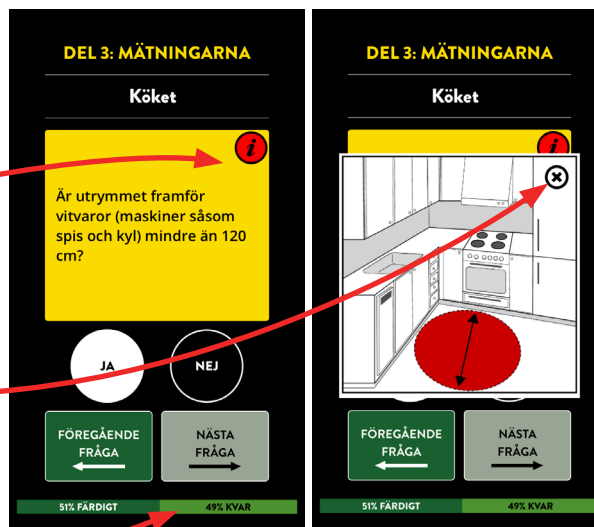 DEL 3: MÄTNINGARNA
Köket
i
Är utrymmet framför
vitvaror (maskiner såsom
spis och kyl) mindre än 120
cm?
JA
NEJ
FÖREGÅENDE
FRÅGA
NÄSTA
FRÅGA
51% FÄRDIGT
49% KVAR
DEL 3: MÄTNINGARNA
Köket
i
FÖREGÅENDE
FRÅGA
NÄSTA
FRÅGA
51% FÄRDIGT
49% KVAR